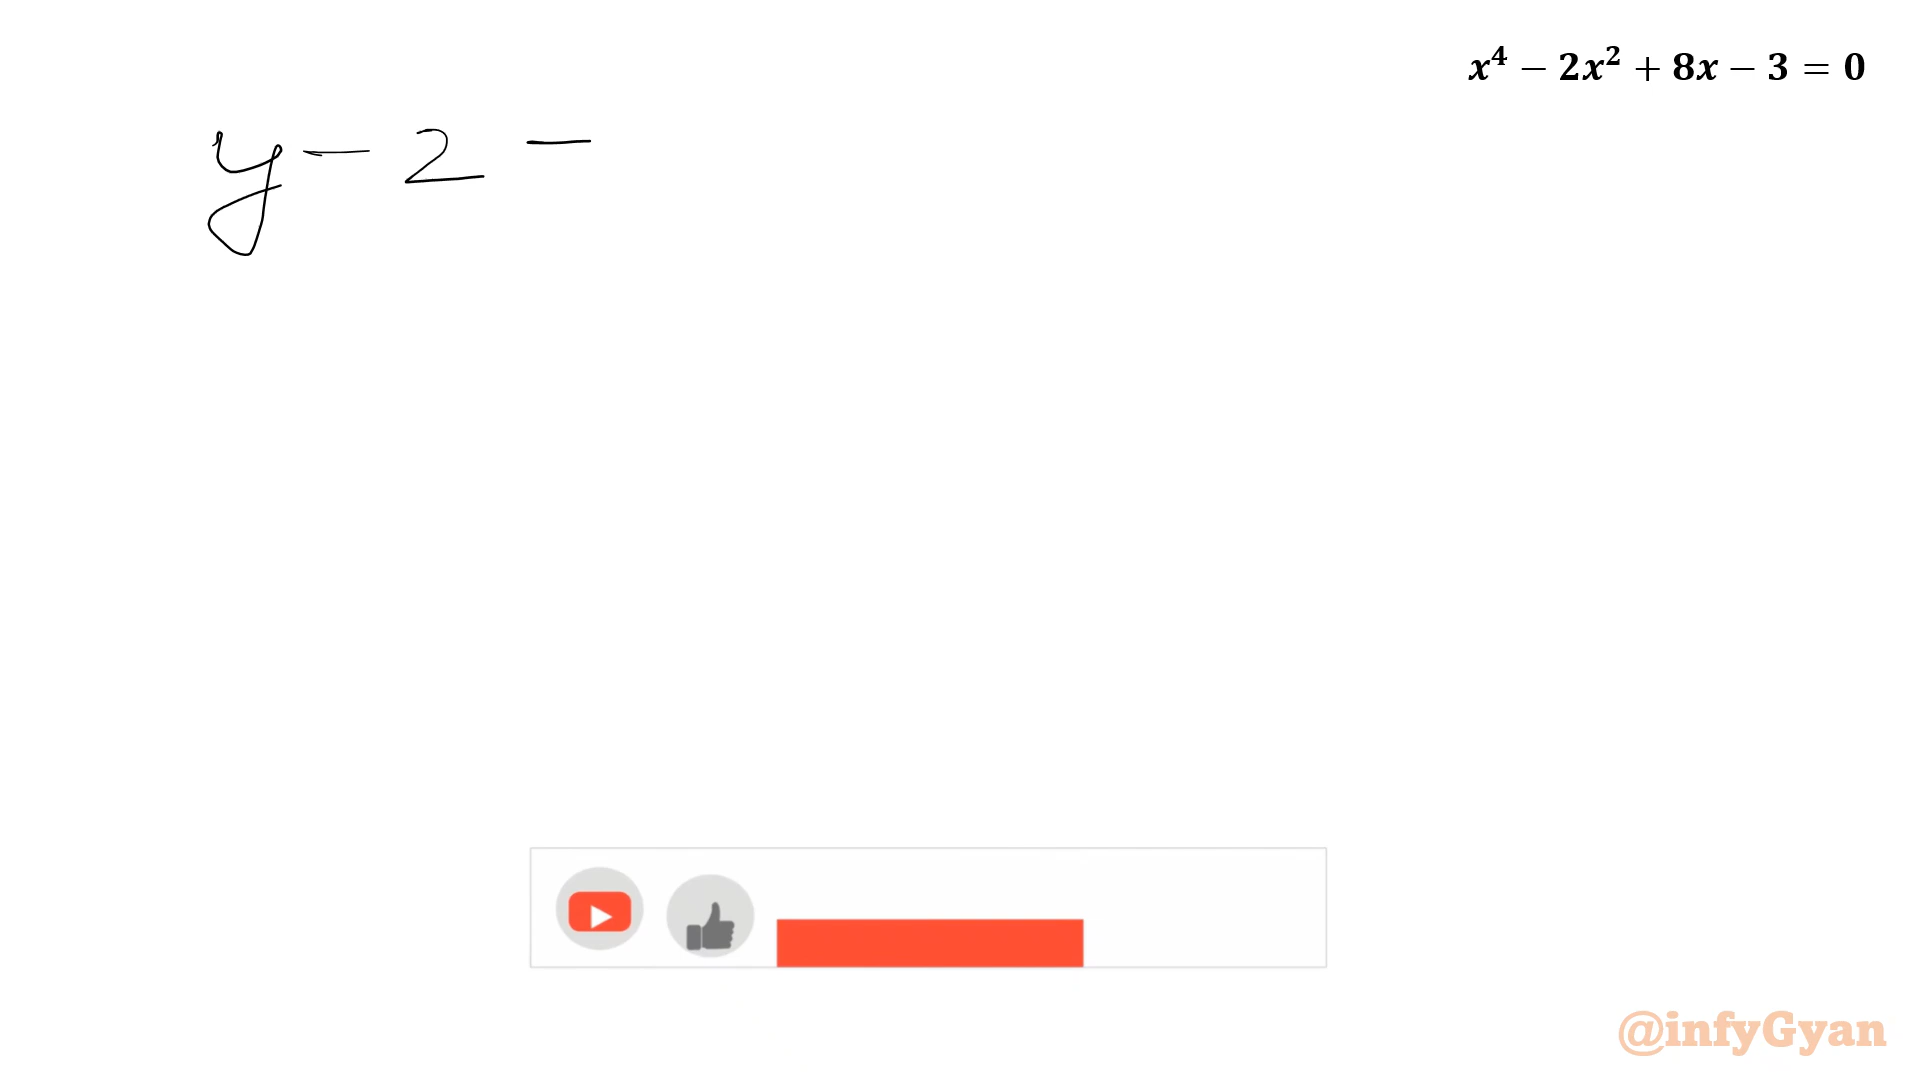 x⁴ − 2x² + 8x − 3 = 0
y − 2 −
@infyGyan